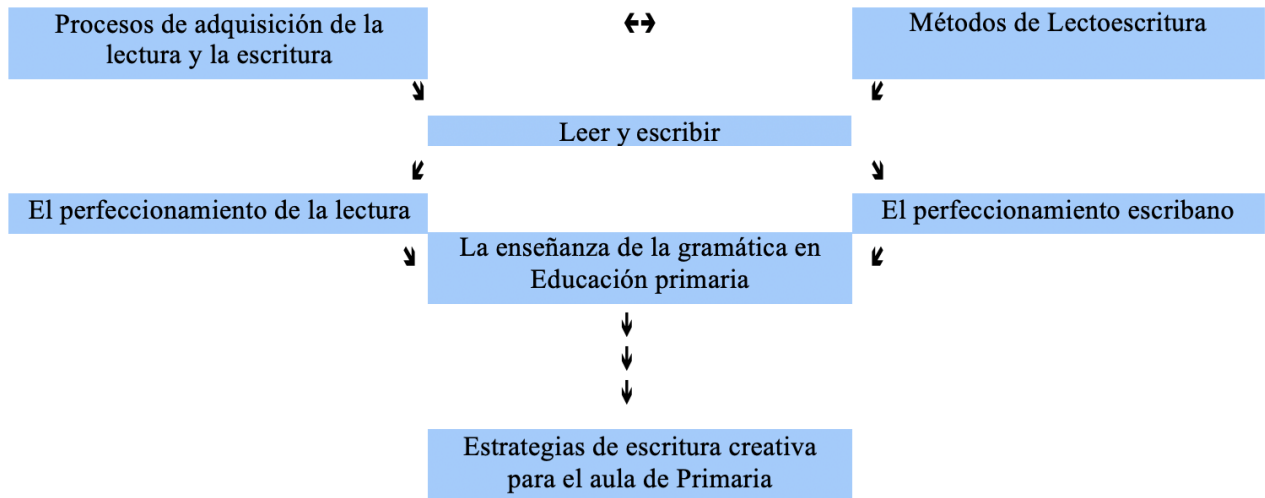 Procesos de adquisición de la
lectura y la escritura
Métodos de Lectoescritura
Leer y escribir
El perfeccionamiento de la lectura
El perfeccionamiento escribano
La enseñanza de la gramática en
Educación primaria
Estrategias de escritura creativa
para el aula de Primaria